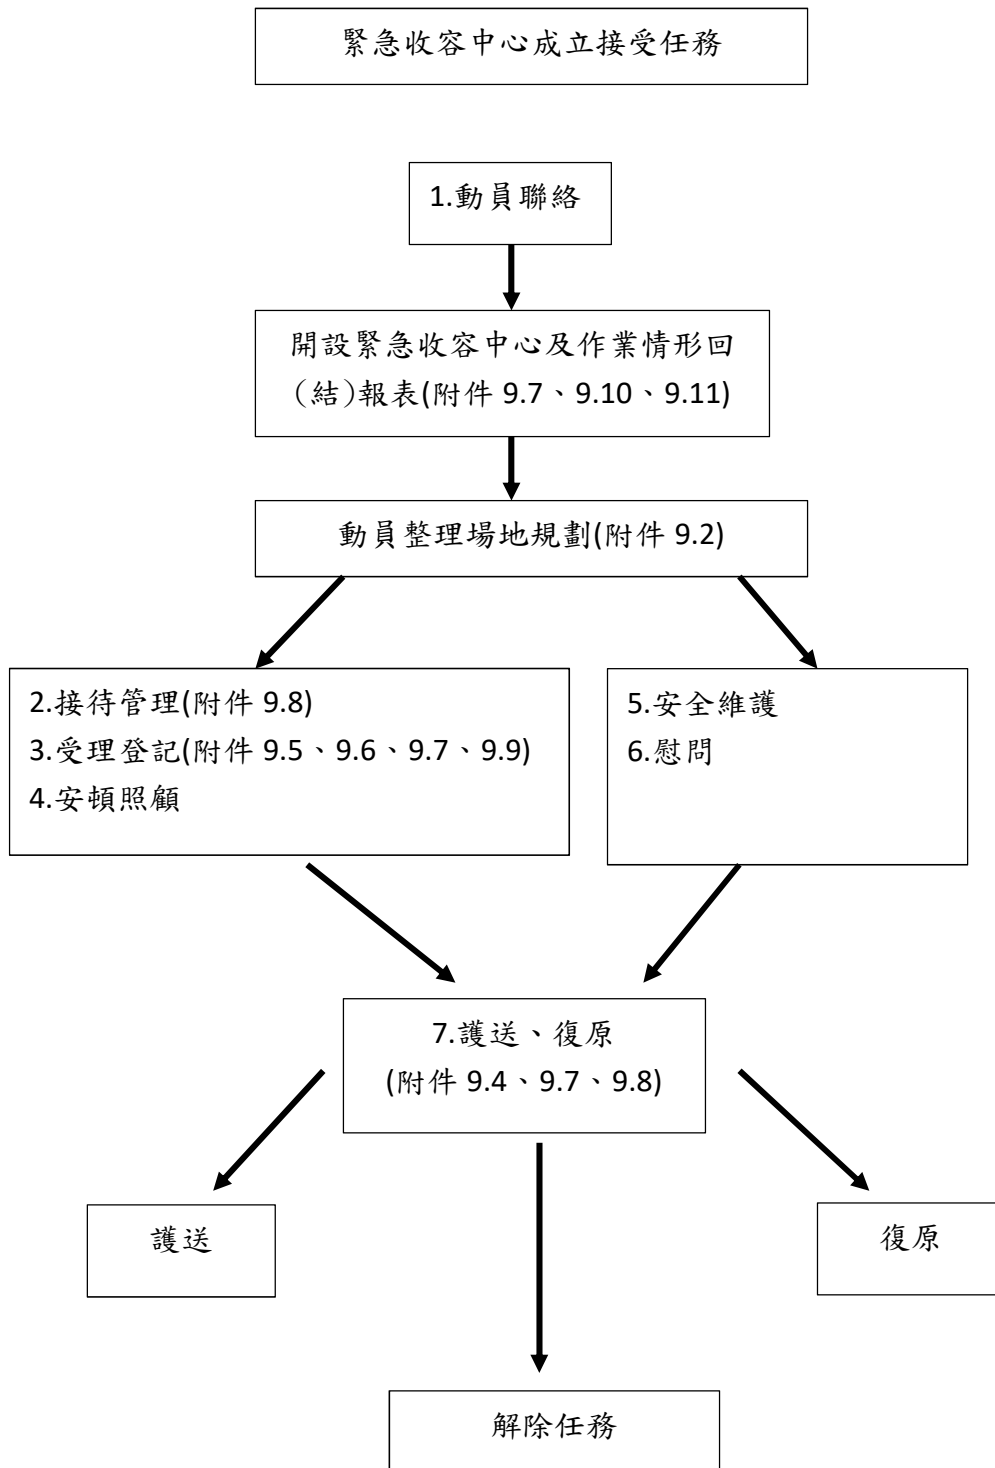 緊急收容中心成立接受任務
1.動員聯絡
開設緊急收容中心及作業情形回
(結)報表(附件 9.7、9.10、9.11)
動員整理場地規劃(附件 9.2)
2.接待管理(附件 9.8)
3.受理登記(附件 9.5、9.6、9.7、9.9)
4.安頓照顧
5.安全維護
6.慰問
7.護送、復原
(附件 9.4、9.7、9.8)
護送
復原
解除任務